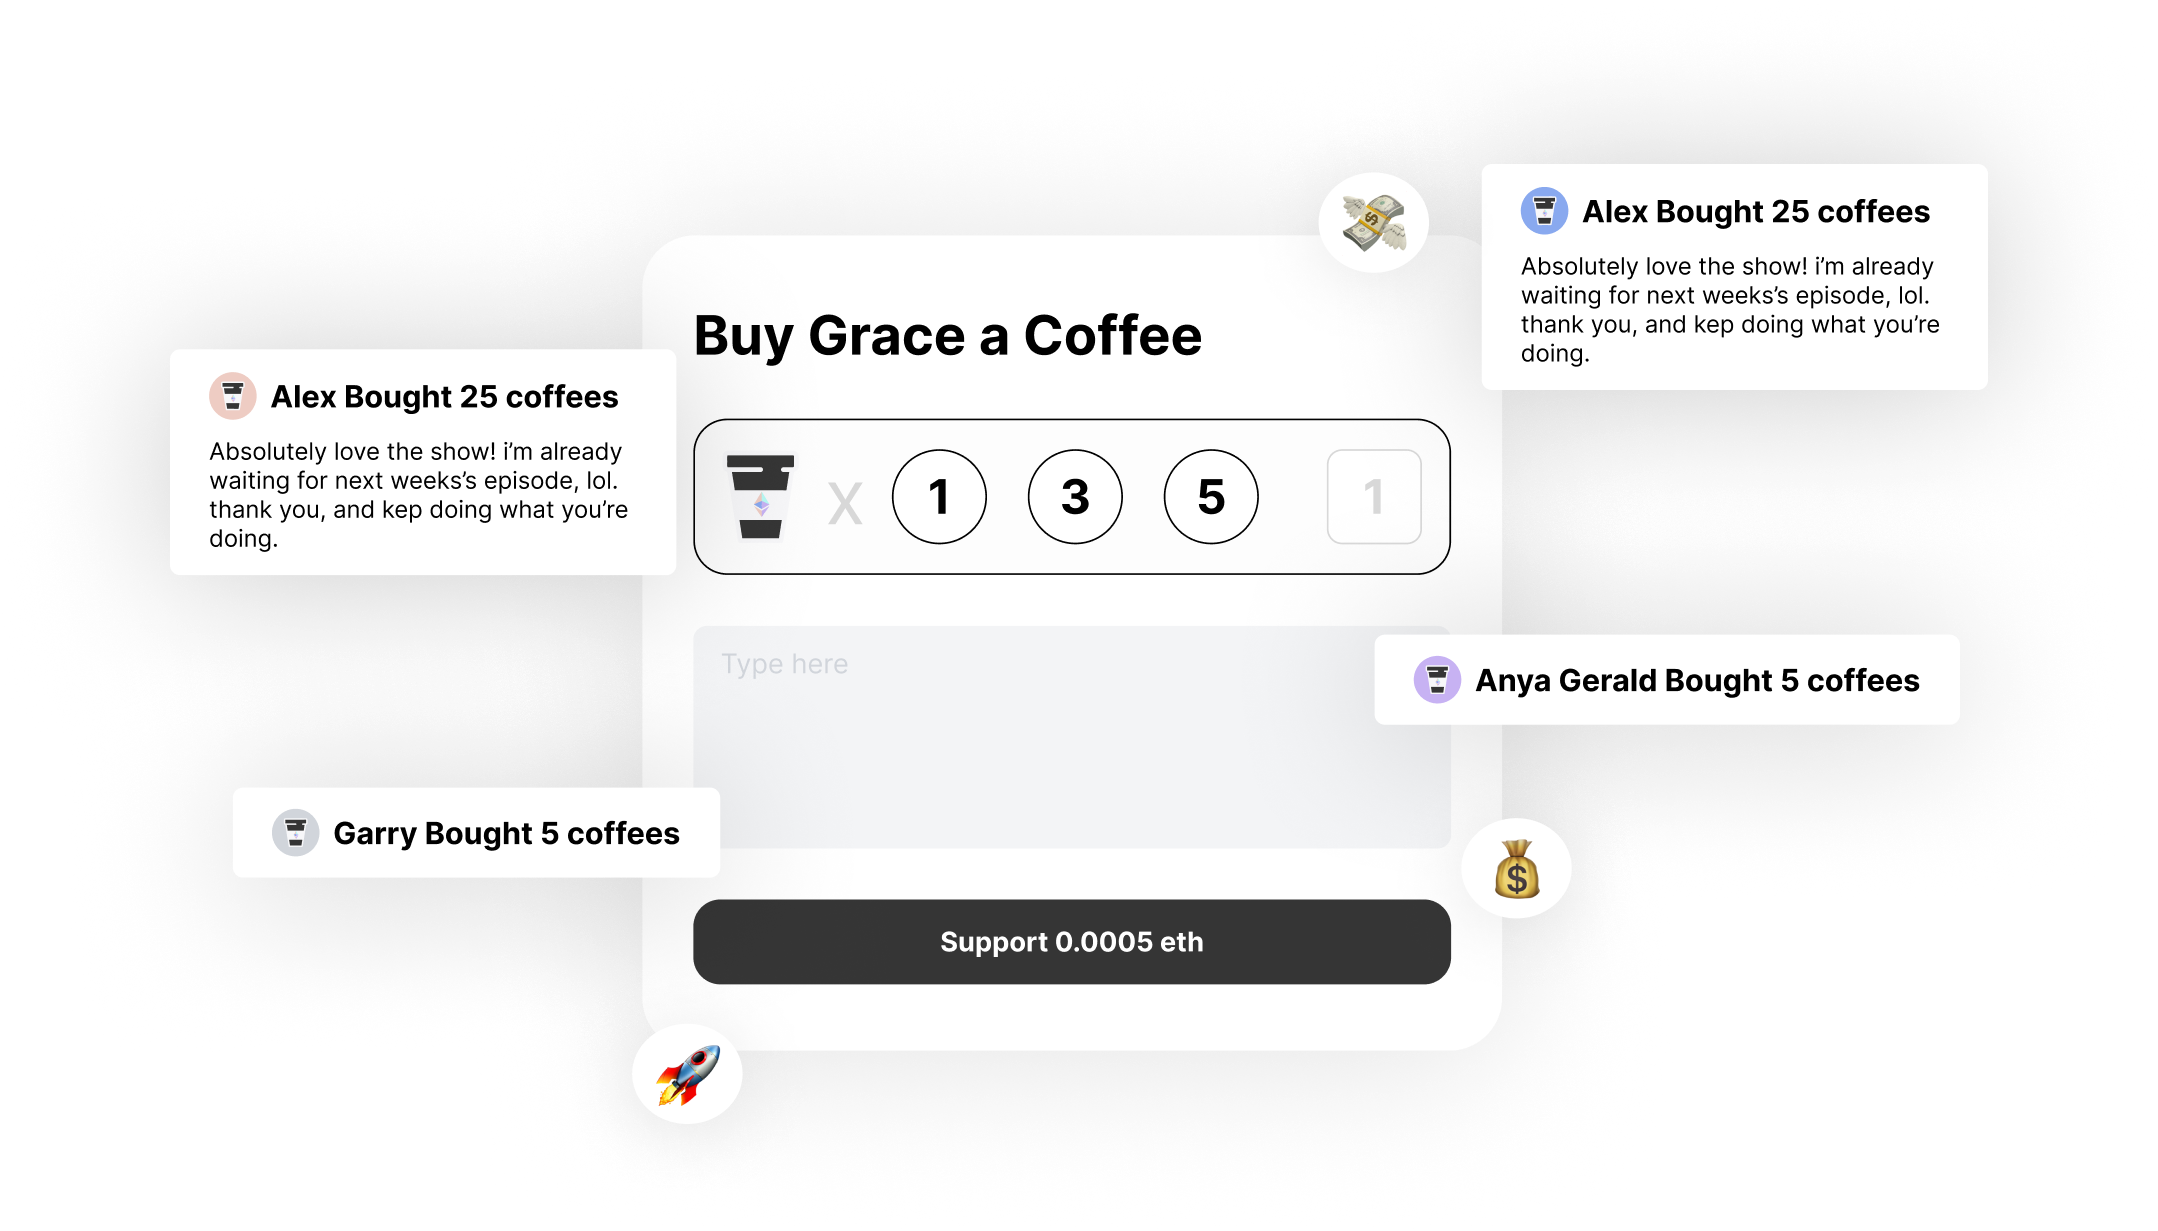 Alex Bought 25 coffees
Absolutely love the show! i’m already
waiting for next weeks’s episode, lol.
thank you, and kep doing what you’re
doing.
Buy Grace a Coffee
Alex Bought 25 coffees
Absolutely love the show! i’m already
waiting for next weeks’s episode, lol.
thank you, and kep doing what you’re
doing.
X 1 3 5 1
Type here
Anya Gerald Bought 5 coffees
Garry Bought 5 coffees
$
Support 0.0005 eth